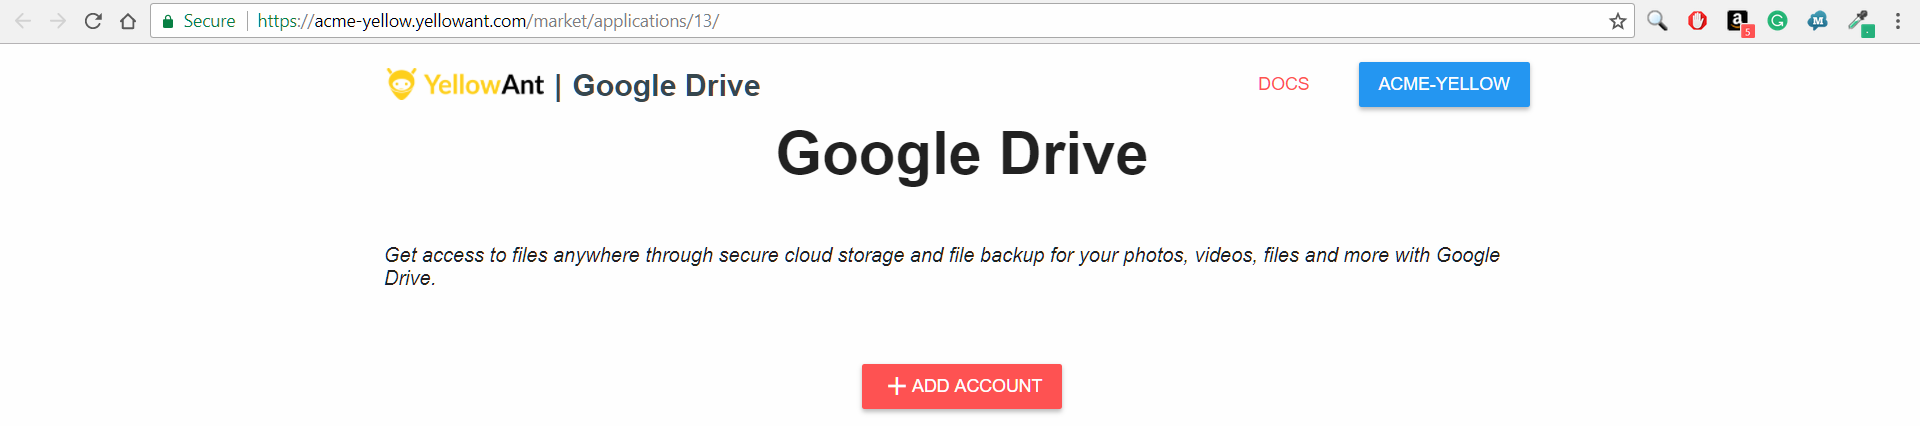 Secure https://acme-yellow.yellowant.com/market/applications/13/
a
5
G
M
YellowAnt | Google Drive DOCS ACME-YELLOW
Google Drive
Get access to files anywhere through secure cloud storage and file backup for your photos, videos, files and more with Google
Drive.
+ ADD ACCOUNT